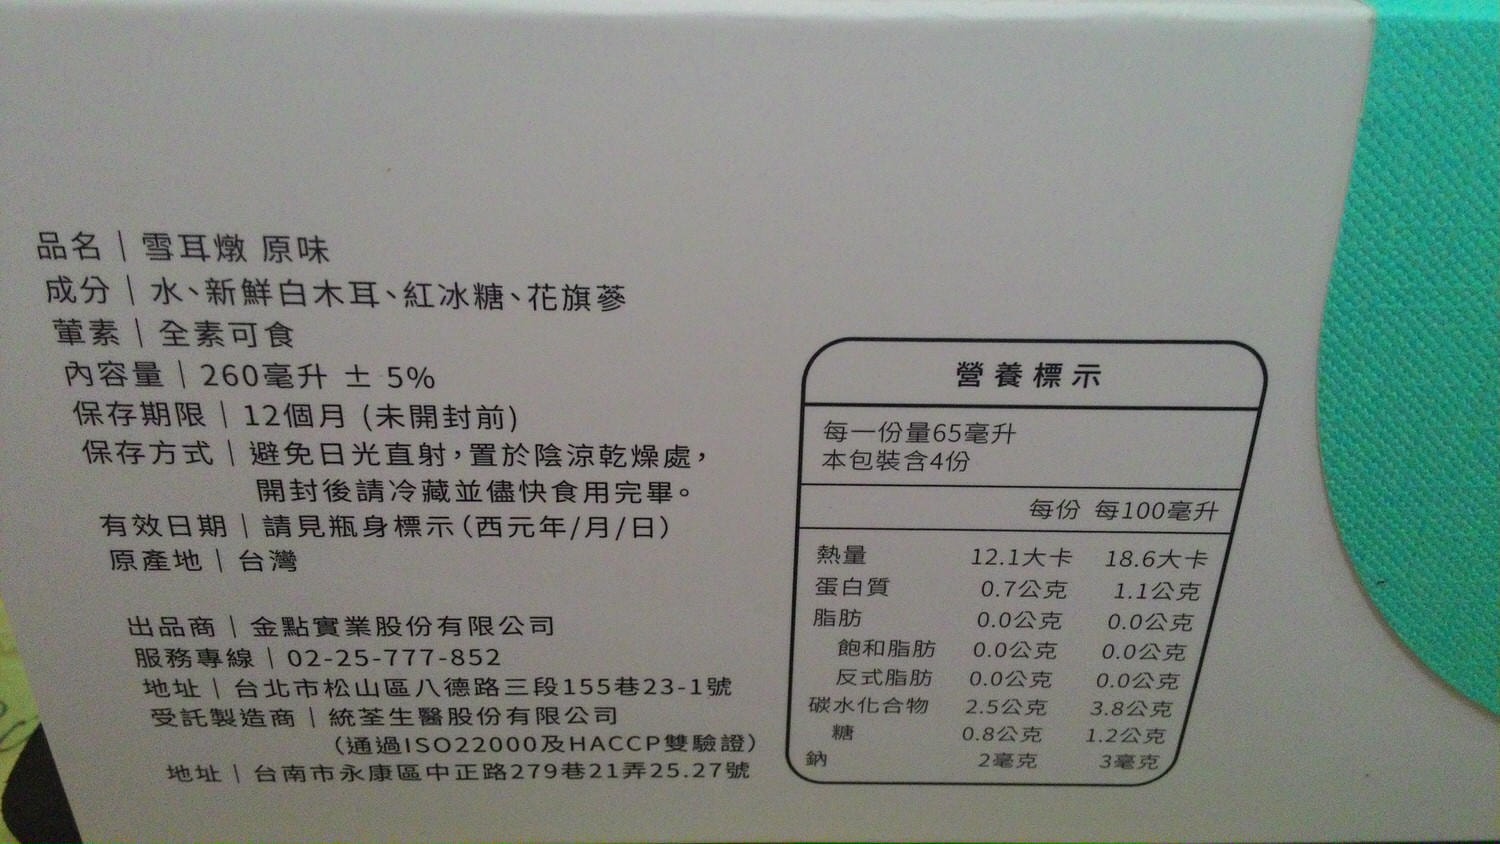 品名｜雪耳燉 原味
成分｜水、新鮮白木耳、紅冰糖、花旗蔘
葷素｜全素可食
內容量｜260毫升 ± 5%
保存期限｜12個月 (未開封前)
保存方式｜避免日光直射，置於陰涼乾燥處，
開封後請冷藏並儘快食用完畢。
有效日期｜請見瓶身標示（西元年/月/日）
原產地｜台灣
出品商｜金點實業股份有限公司
服務專線｜02-25-777-852
地址｜台北市松山區八德路三段155巷23-1號
受託製造商｜統荃生醫股份有限公司
（通過ISO22000及HACCP雙驗證）
地址｜台南市永康區中正路279巷21弄25.27號
營養標示
每一份量65毫升
本包裝含4份
每份 每100毫升
熱量 12.1大卡 18.6大卡
蛋白質 0.7公克 1.1公克
脂肪 0.0公克 0.0公克
飽和脂肪 0.0公克 0.0公克
反式脂肪 0.0公克 0.0公克
碳水化合物 2.5公克 3.8公克
糖 0.8公克 1.2公克
鈉 2毫克 3毫克